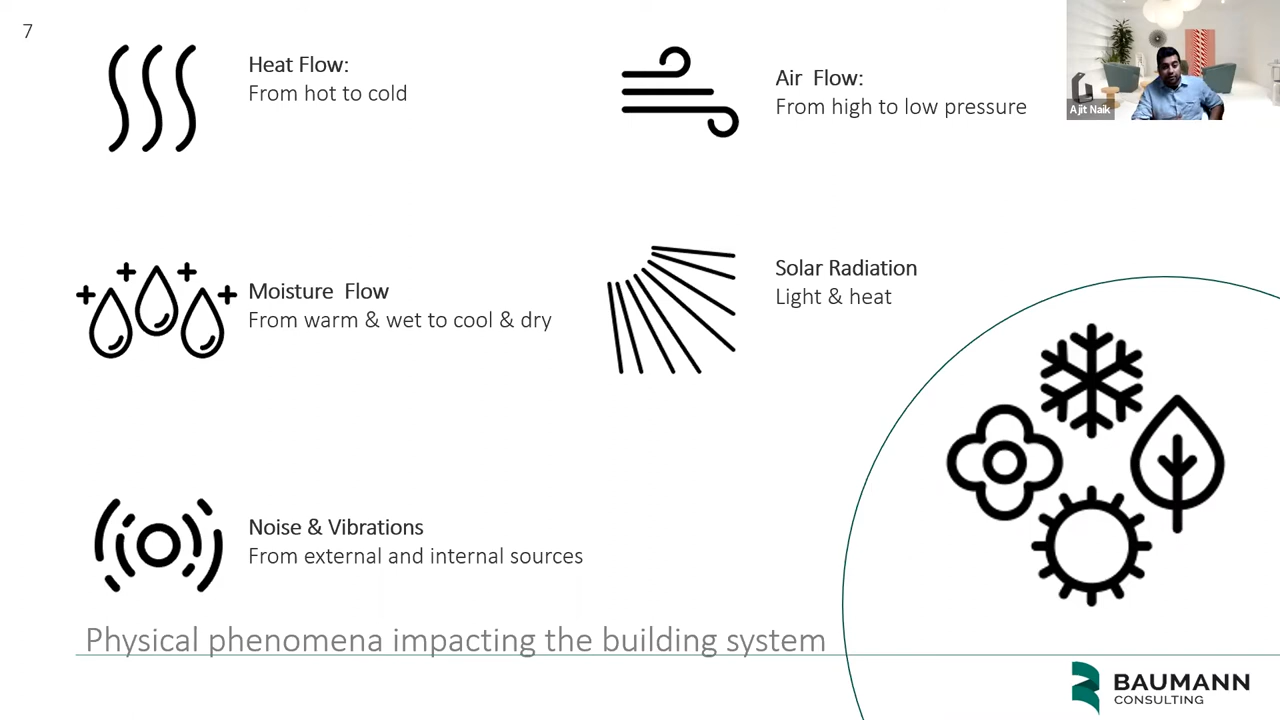 7
Heat Flow:
From hot to cold
Air Flow:
From high to low pressure
Ajit Naik
Moisture Flow
From warm & wet to cool & dry
Solar Radiation
Light & heat
Noise & Vibrations
From external and internal sources
Physical phenomena impacting the building system
BAUMANN
CONSULTING